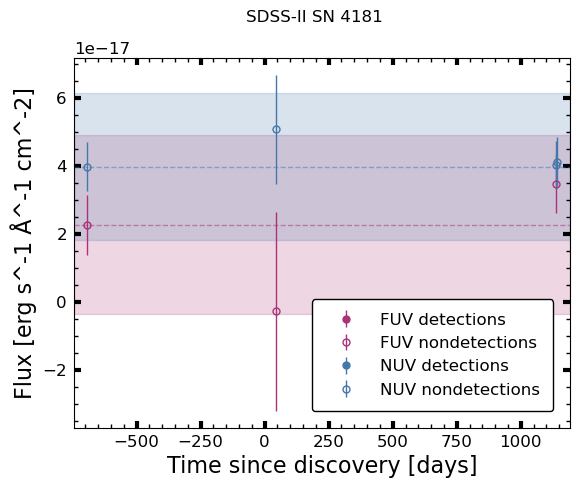 SDSS-II SN 4181
1e−17
6
4
2
0
−2
Flux [erg s^-1 Å^-1 cm^-2]
FUV detections
FUV nondetections
NUV detections
NUV nondetections
−500 −250 0 250 500 750 1000
Time since discovery [days]